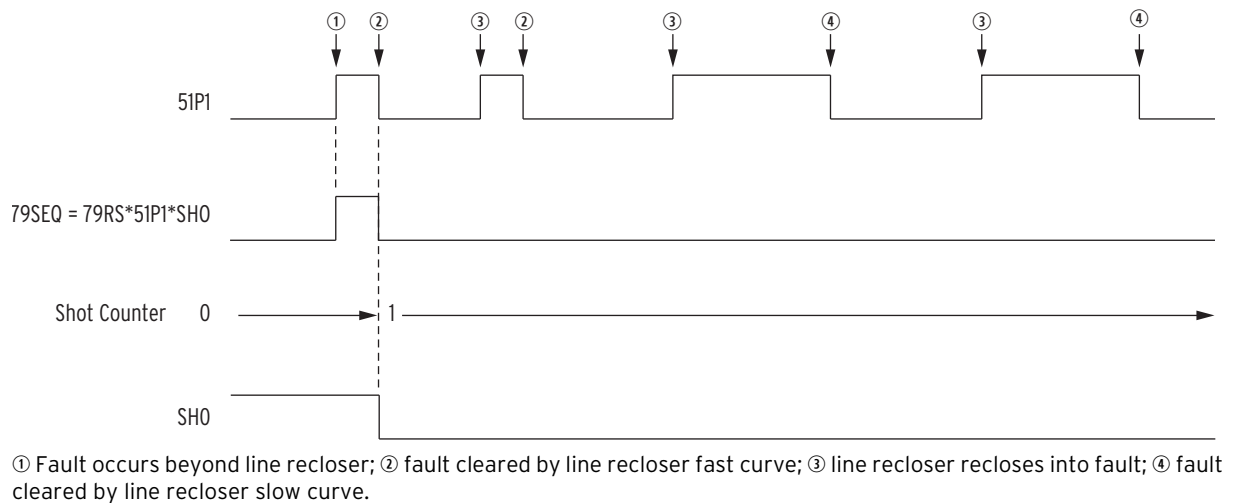 ① ② ③ ② ③ ④ ③ ④
51P1
79SEQ = 79RS*51P1*SH0
Shot Counter 0 1
SH0
① Fault occurs beyond line recloser; ② fault cleared by line recloser fast curve; ③ line recloser recloses into fault; ④ fault
cleared by line recloser slow curve.